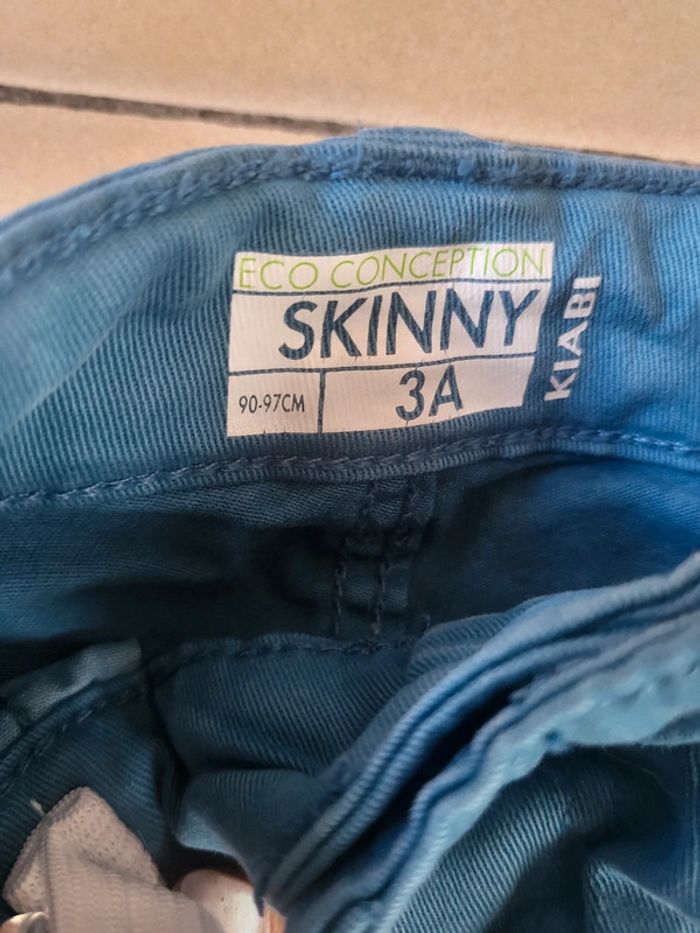 ECO CONCEPTION
SKINNY
90-97CM
3A
KIABI